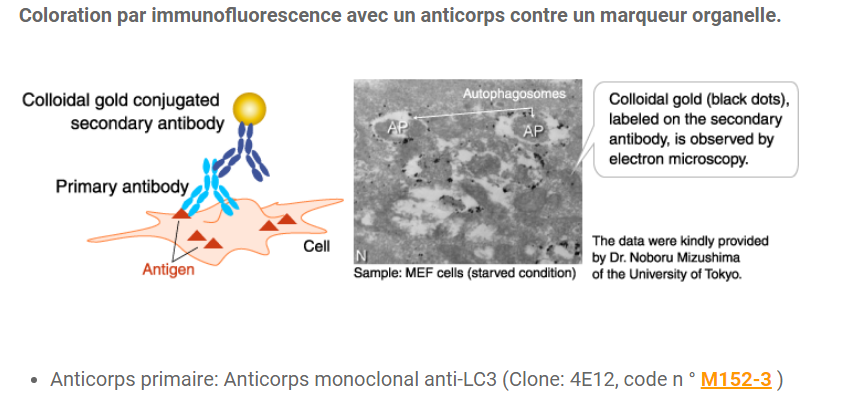 Coloration par immunofluorescence avec un anticorps contre un marqueur organelle.
Colloidal gold conjugated
secondary antibody
Primary antibody
Antigen
Cell
Autophagosomes
AP
AP
N
Sample: MEF cells (starved condition)
Colloidal gold (black dots),
labeled on the secondary
antibody, is observed by
electron microscopy.
The data were kindly provided
by Dr. Noboru Mizushima
of the University of Tokyo.
• Anticorps primaire: Anticorps monoclonal anti-LC3 (Clone: 4E12, code n ° M152-3 )